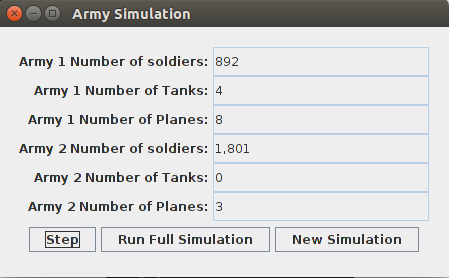 Army Simulation
Army 1 Number of soldiers: 892
Army 1 Number of Tanks: 4
Army 1 Number of Planes: 8
Army 2 Number of soldiers: 1,801
Army 2 Number of Tanks: 0
Army 2 Number of Planes: 3
Step Run Full Simulation New Simulation